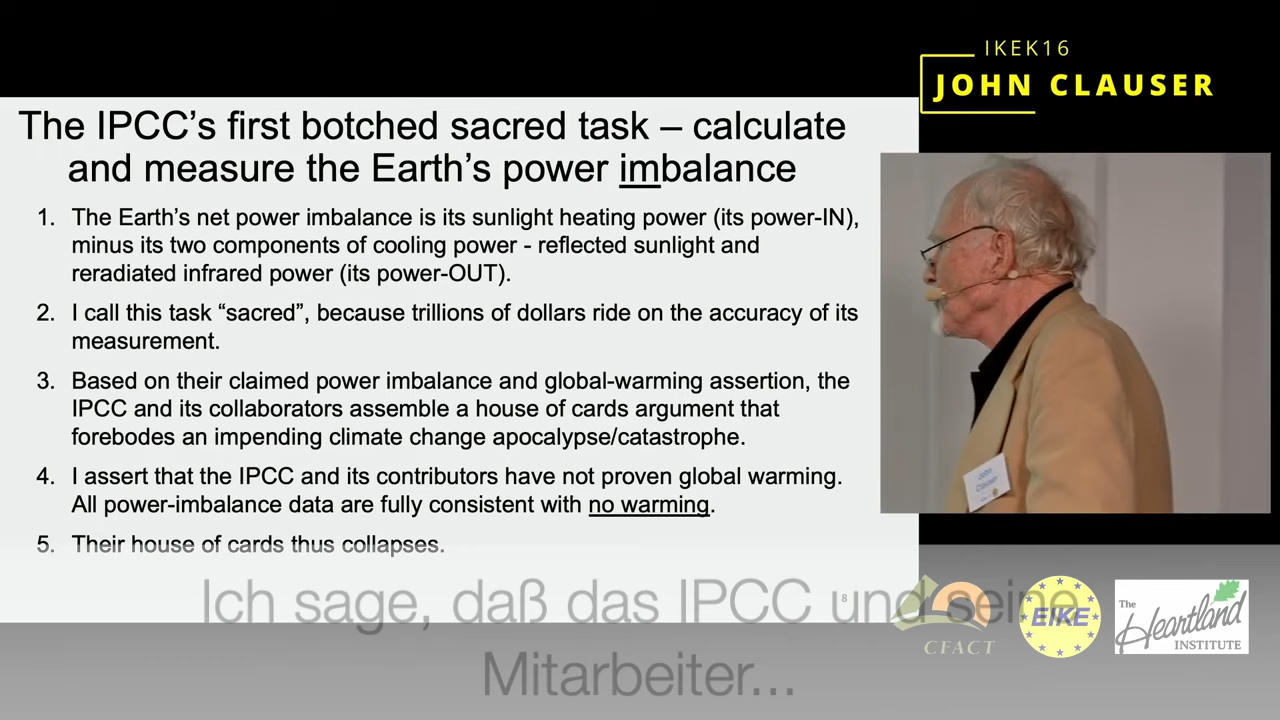 IKEK16
JOHN CLAUSER
The IPCC's first botched sacred task – calculate
and measure the Earth's power imbalance
1. The Earth's net power imbalance is its sunlight heating power (its power-IN),
minus its two components of cooling power - reflected sunlight and
reradiated infrared power (its power-OUT).
2. I call this task “sacred”, because trillions of dollars ride on the accuracy of its
measurement.
3. Based on their claimed power imbalance and global-warming assertion, the
IPCC and its collaborators assemble a house of cards argument that
forebodes an impending climate change apocalypse/catastrophe.
4. I assert that the IPCC and its contributors have not proven global warming.
All power-imbalance data are fully consistent with no warming.
5. Their house of cards thus collapses.
8
Ich sage, daß das IPCC und seine
Mitarbeiter...
CFACT
EIKE
The
Heartland
INSTITUTE
John
Clauser